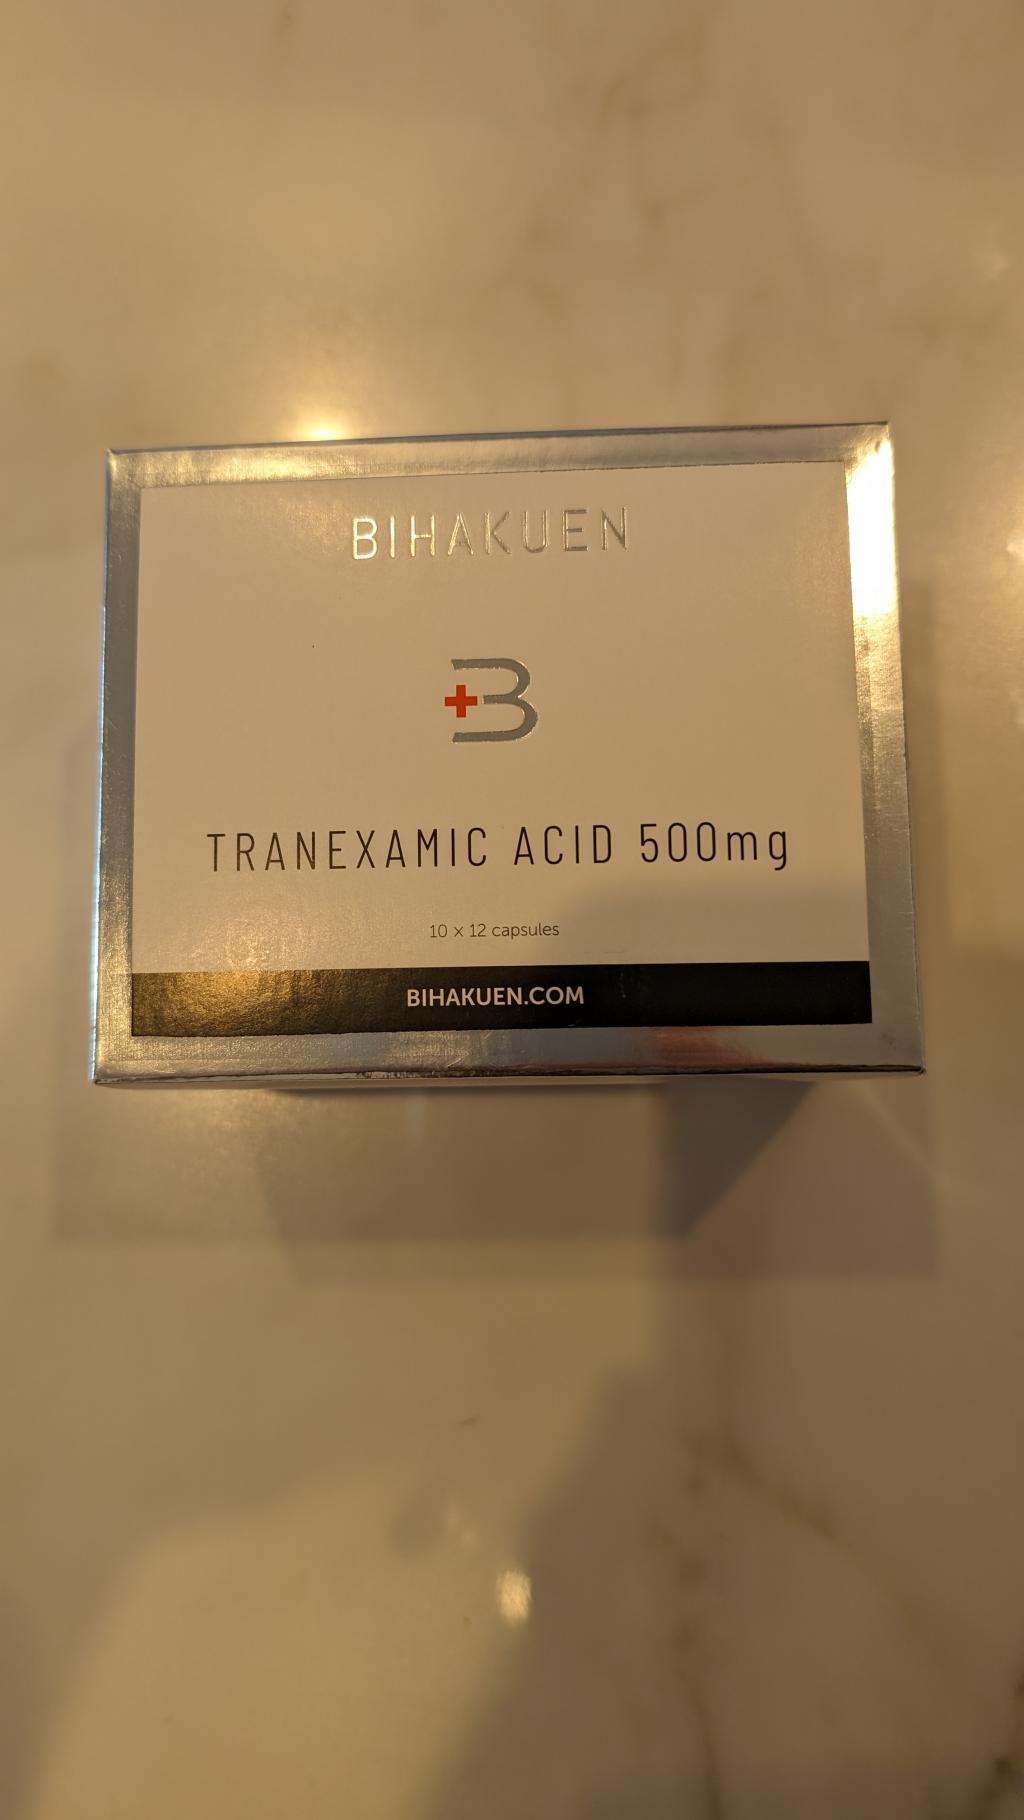 BIHAKUEN
B
TRANEXAMIC ACID 500mg
10 x 12 capsules
BIHAKUEN.COM